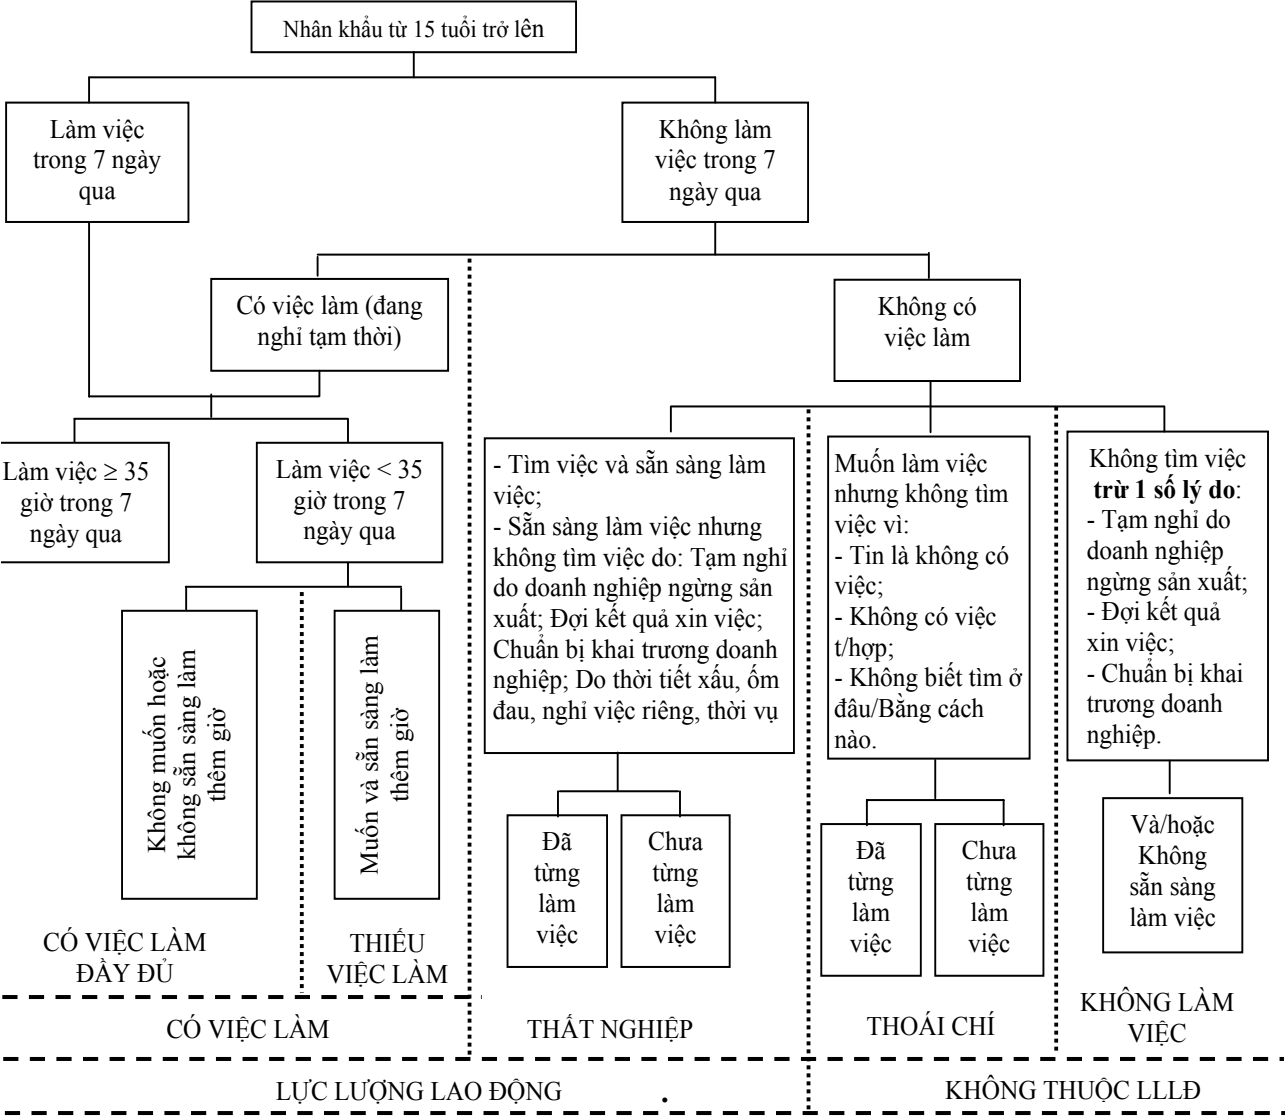 Nhân khẩu từ 15 tuổi trở lên
Làm việc
trong 7 ngày
qua
Không làm
việc trong 7
ngày qua
Có việc làm (đang
nghỉ tạm thời)
Không có
việc làm
Làm việc ≥ 35
giờ trong 7
ngày qua
Làm việc < 35
giờ trong 7
ngày qua
- Tìm việc và sẵn sàng làm
việc;
- Sẵn sàng làm việc nhưng
không tìm việc do: Tạm nghỉ
do doanh nghiệp ngừng sản
xuất; Đợi kết quả xin việc;
Chuẩn bị khai trương doanh
nghiệp; Do thời tiết xấu, ốm
đau, nghỉ việc riêng, thời vụ
Muốn làm việc
nhưng không tìm
việc vì:
- Tin là không có
việc;
- Không có việc
t/hợp;
- Không biết tìm ở
đâu/Bằng cách
nào.
Không tìm việc
trừ 1 số lý do:
- Tạm nghỉ do
doanh nghiệp
ngừng sản xuất;
- Đợi kết quả
xin việc;
- Chuẩn bị khai
trương doanh
nghiệp.
Không muốn hoặc
không sẵn sàng làm
thêm giờ
Muốn và sẵn sàng làm
thêm giờ
Đã
từng
làm
việc
Chưa
từng
làm
việc
Đã
từng
làm
việc
Chưa
từng
làm
việc
Và/hoặc
Không
sẵn sàng
làm việc
CÓ VIỆC LÀM
ĐẦY ĐỦ
THIẾU
VIỆC LÀM
CÓ VIỆC LÀM
THẤT NGHIỆP
THOÁI CHÍ
KHÔNG LÀM
VIỆC
LỰC LƯỢNG LAO ĐỘNG .
KHÔNG THUỘC LLLĐ